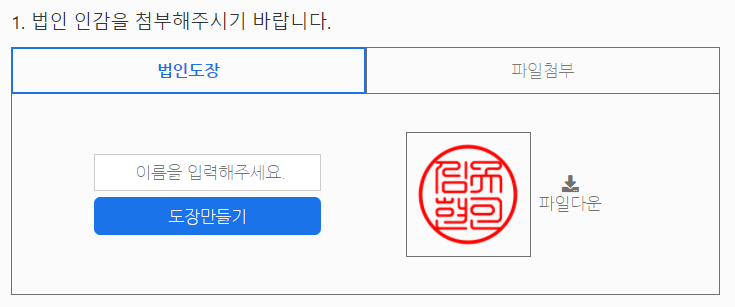 1. 법인 인감을 첨부해주시기 바랍니다.
법인도장
파일첨부
이름을 입력해주세요.
도장만들기
파일다운